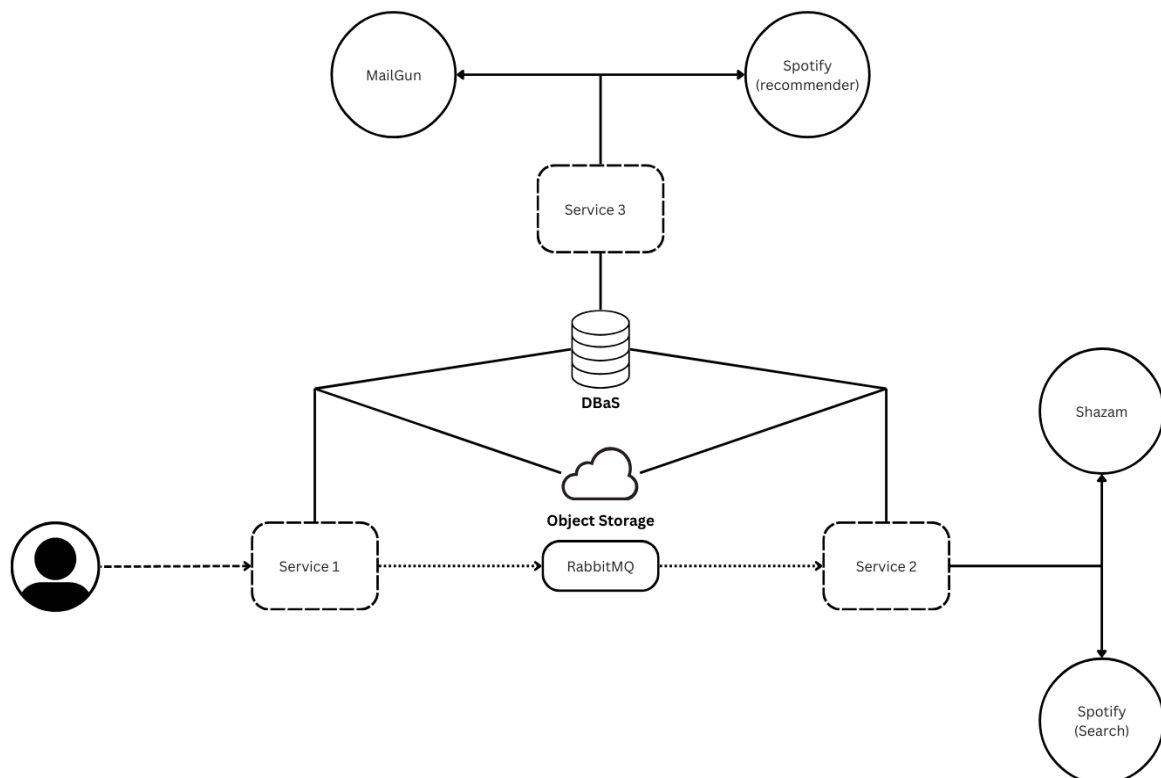 MailGun
Spotify
(recommender)
Service 3
DBaS
Shazam
Object Storage
Service 1
RabbitMQ
Service 2
Spotify
(Search)